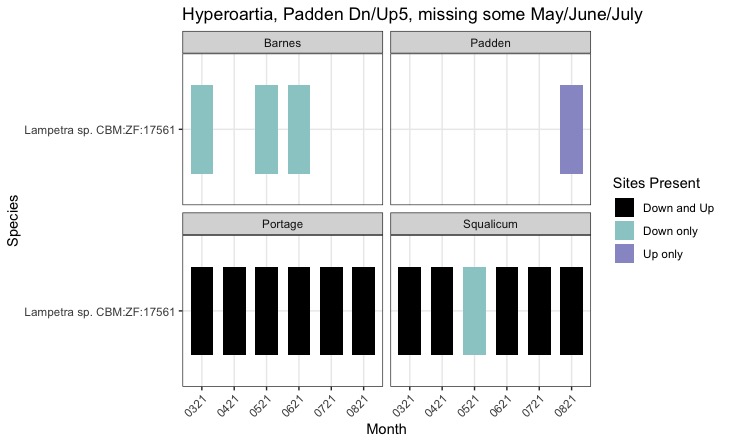 Hyperoartia, Padden Dn/Up5, missing some May/June/July
Barnes
Padden
Lampetra sp. CBM:ZF:17561
Species
Portage
Squalicum
Lampetra sp. CBM:ZF:17561
0321 0421 0521 0621 0721 0821
0321 0421 0521 0621 0721 0821
Month
Sites Present
Down and Up
Down only
Up only